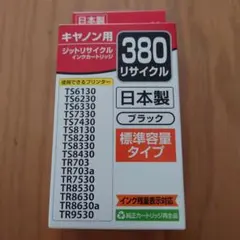 日本製
キヤノン用
ジットリサイクル
インクカートリッジ
380
リサイクル
使用できるプリンター
TS6130
TS6230
TS6330
TS7330
TS7430
TS8130
TS8230
TS8330
TS8430
TR703
TR703a
TR7530
TR8530
TR8630
TR8630a
TR9530
日本製
ブラック
標準容量
タイプ
インク残量表示対応
純正カートリッジ再生品